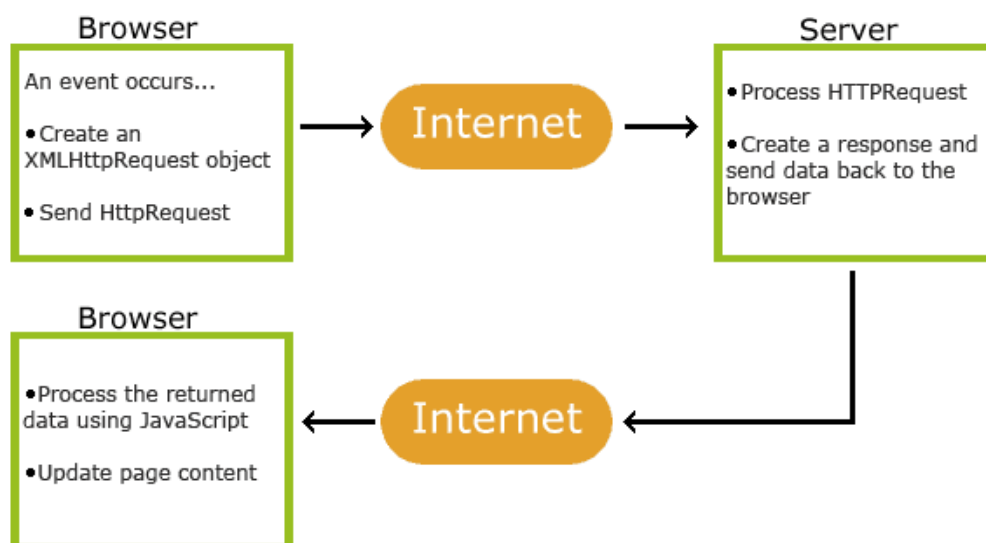 Browser
An event occurs...
•Create an
XMLHttpRequest object
• Send HttpRequest
Internet
Server
•Process HTTPRequest
•Create a response and
send data back to the
browser
Browser
•Process the returned
data using JavaScript
•Update page content
Internet